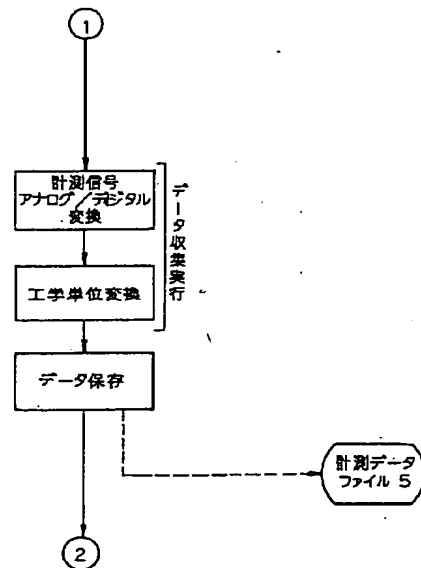 1
計測信号
アナログ/デジタル
変換
データ収集実行
工学単位変換
データ保存
計測データ
ファイル 5
2